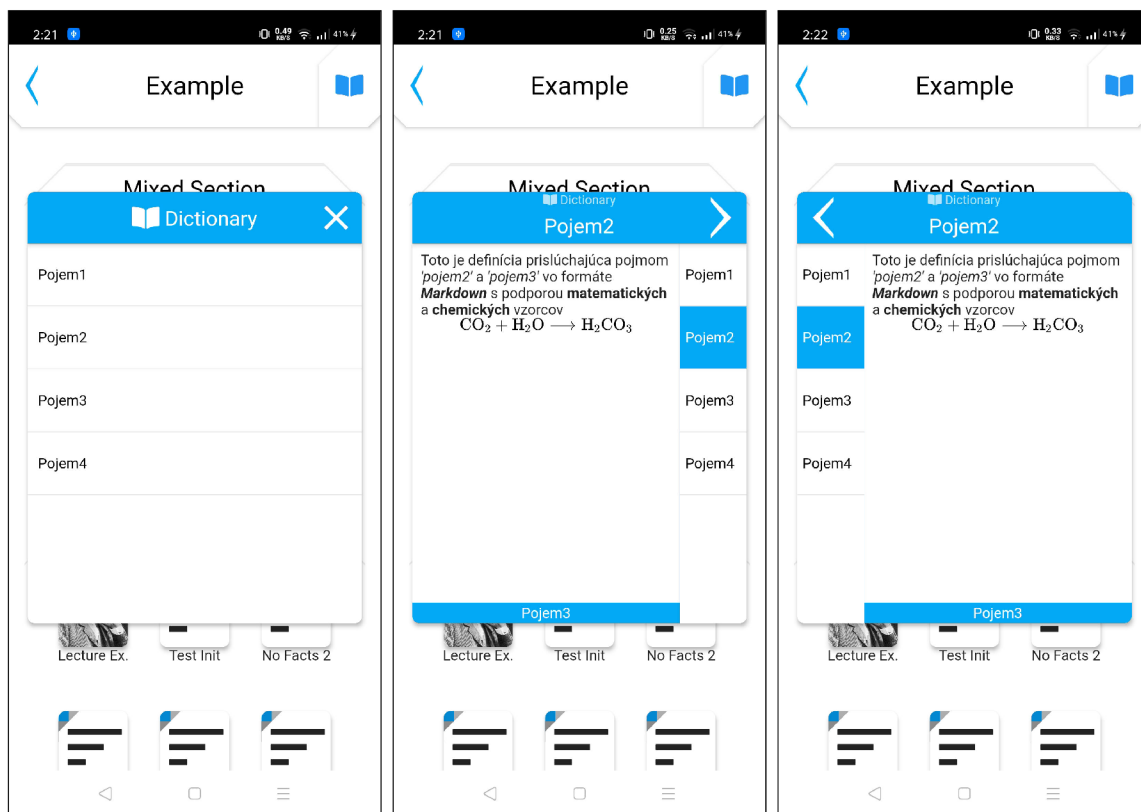 2:21 0.49 KB/S 41%
Example
Mixed Section
Dictionary
Pojem1
Pojem2
Pojem3
Pojem4
Lecture Ex. Test Init No Facts 2
2:21 0.25 KB/S 41%
Example
Mixed Section
Dictionary
Pojem2
Toto je definícia prislúchajúca pojmom
'pojem2' a 'pojem3' vo formáte
Markdown s podporou matematických
a chemických vzorcov
CO₂ + H₂O ⟶ H₂CO₃
Pojem1
Pojem2
Pojem3
Pojem4
Pojem3
Lecture Ex. Test Init No Facts 2
2:22 0.33 KB/S 41%
Example
Mixed Section
Dictionary
Pojem2
Pojem1
Pojem2
Pojem3
Pojem4
Toto je definícia prislúchajúca pojmom
'pojem2' a 'pojem3' vo formáte
Markdown s podporou matematických
a chemických vzorcov
CO₂ + H₂O ⟶ H₂CO₃
Pojem3
Lecture Ex. Test Init No Facts 2